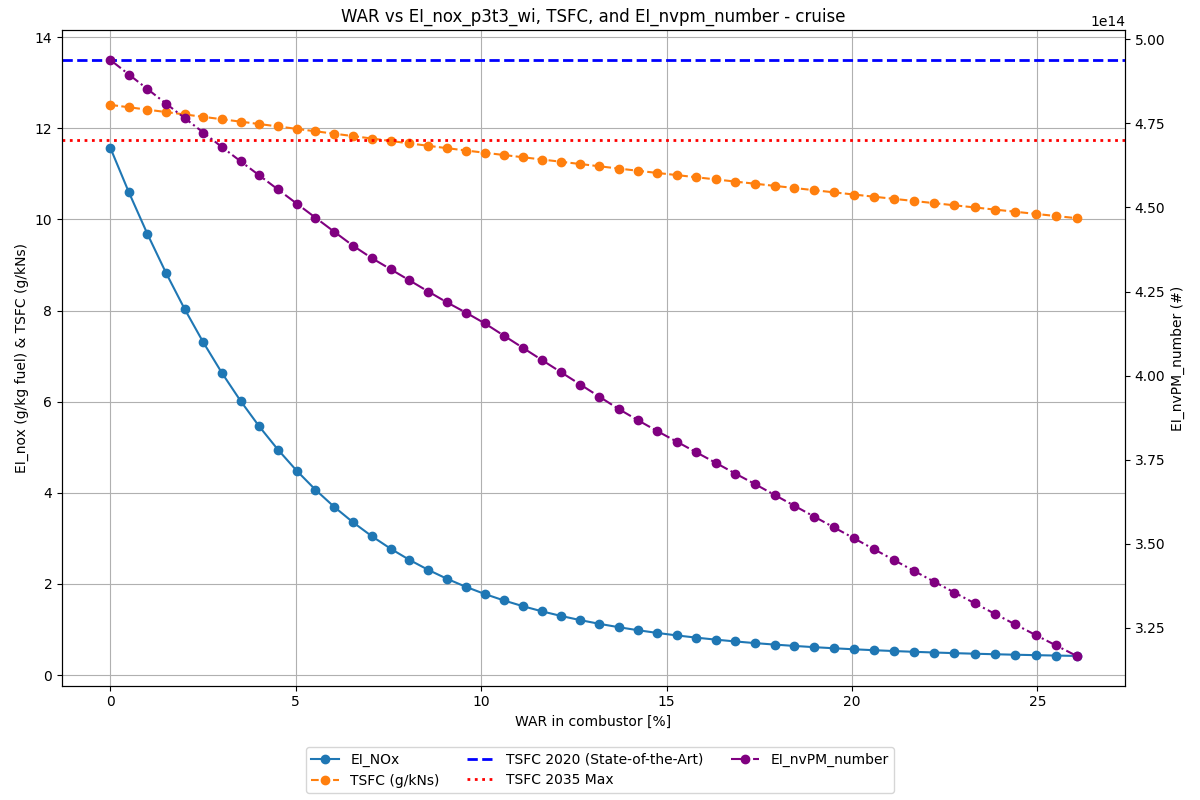 WAR vs EI_nox_p3t3_wi, TSFC, and EI_nvpm_number - cruise
1e14
14
12
10
8
6
4
2
0
EI_nox (g/kg fuel) & TSFC (g/kNs)
5.00
4.75
4.50
4.25
4.00
3.75
3.50
3.25
EI_nvPM_number (#)
0 5 10 15 20 25
WAR in combustor [%]
EI_NOx
TSFC (g/kNs)
TSFC 2020 (State-of-the-Art)
TSFC 2035 Max
EI_nvPM_number